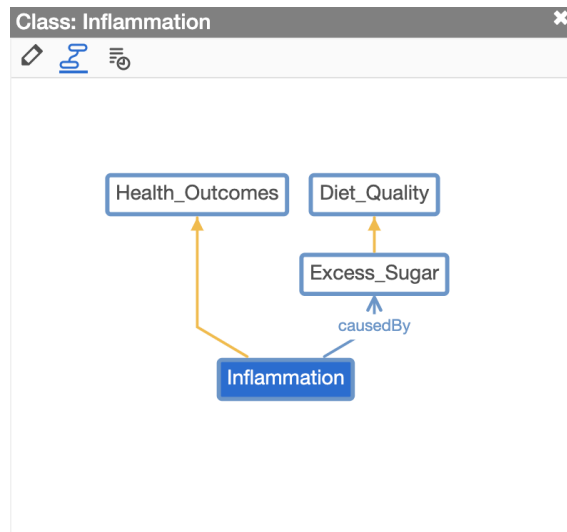 Class: Inflammation
Health_Outcomes
Diet_Quality
Excess_Sugar
causedBy
Inflammation